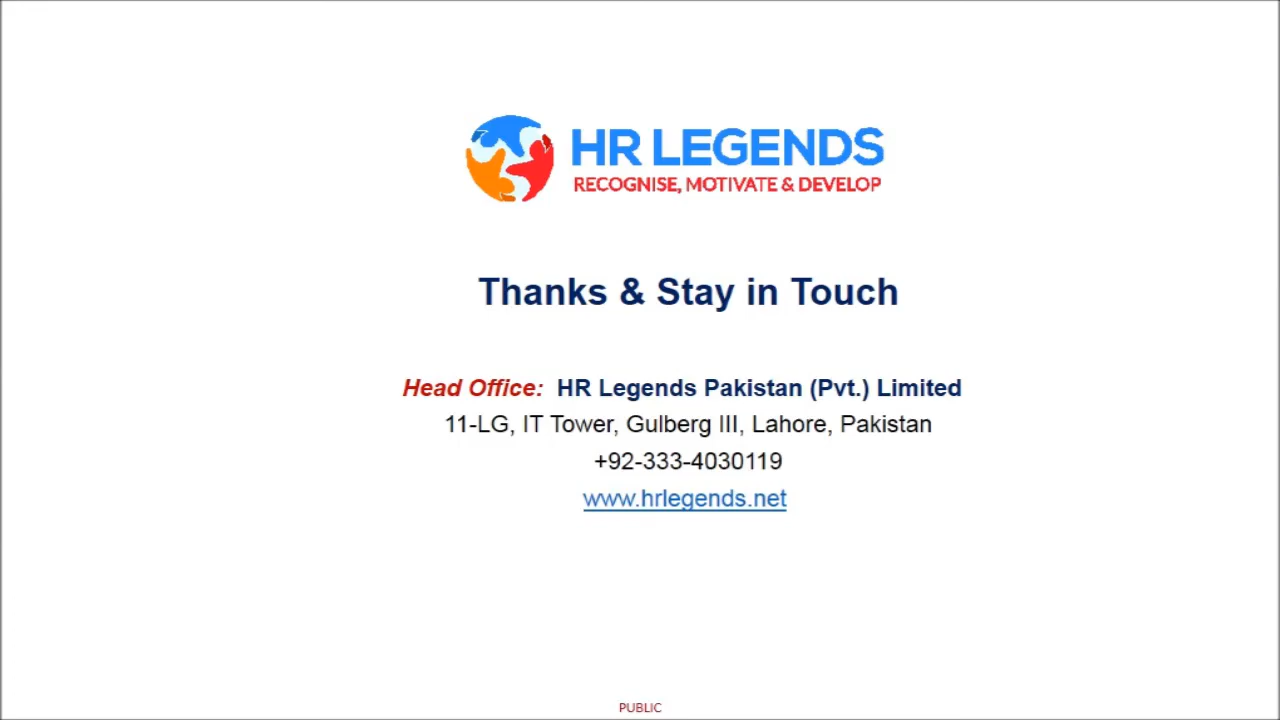 HR LEGENDS
RECOGNISE, MOTIVATE & DEVELOP
Thanks & Stay in Touch
Head Office: HR Legends Pakistan (Pvt.) Limited
11-LG, IT Tower, Gulberg III, Lahore, Pakistan
+92-333-4030119
www.hrlegends.net
PUBLIC